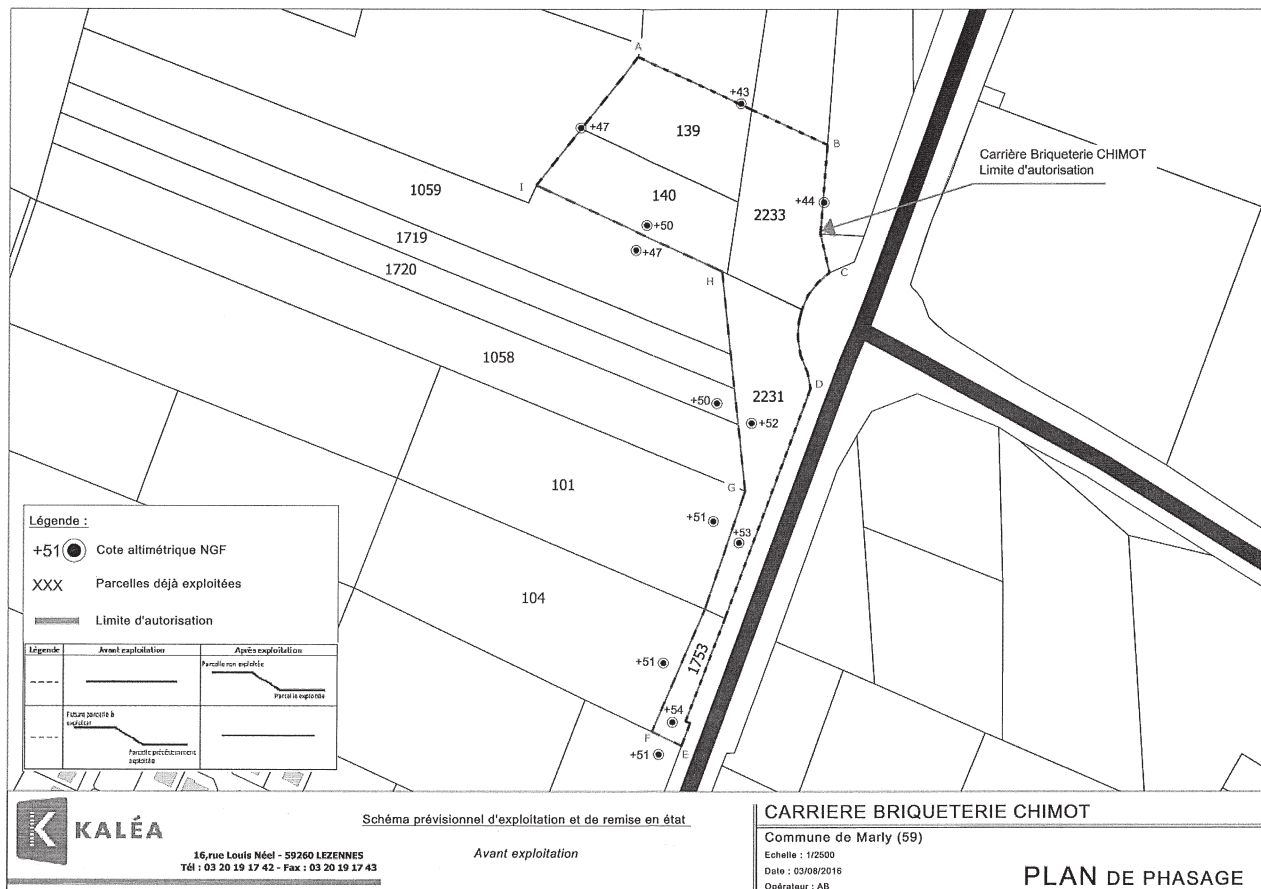 A
+43
+47
139
B
Carrière Briqueterie CHIMOT
Limite d'autorisation
I
1059
140
+44
2233
+50
1719
+47
1720
H
C
1058
D
+50
2231
+52
101
G
+51
+53
Légende :
+51 Cote altimétrique NGF
XXX Parcelles déjà exploitées
Limite d'autorisation
104
Légende Avant exploitation Après exploitation
Parcelle non exploitée
Parcelle exploitée
Future parcelle à
exploiter
Parcelle précédemment
exploitée
+51
1753
+54
F
E
+51
KALÉA
16,rue Louis Néel - 59260 LEZENNES
Tél : 03 20 19 17 42 - Fax : 03 20 19 17 43
Schéma prévisionnel d'exploitation et de remise en état
Avant exploitation
CARRIERE BRIQUETERIE CHIMOT
Commune de Marly (59)
Echelle : 1/2500
Date : 03/08/2016
Opérateur : AB
PLAN DE PHASAGE